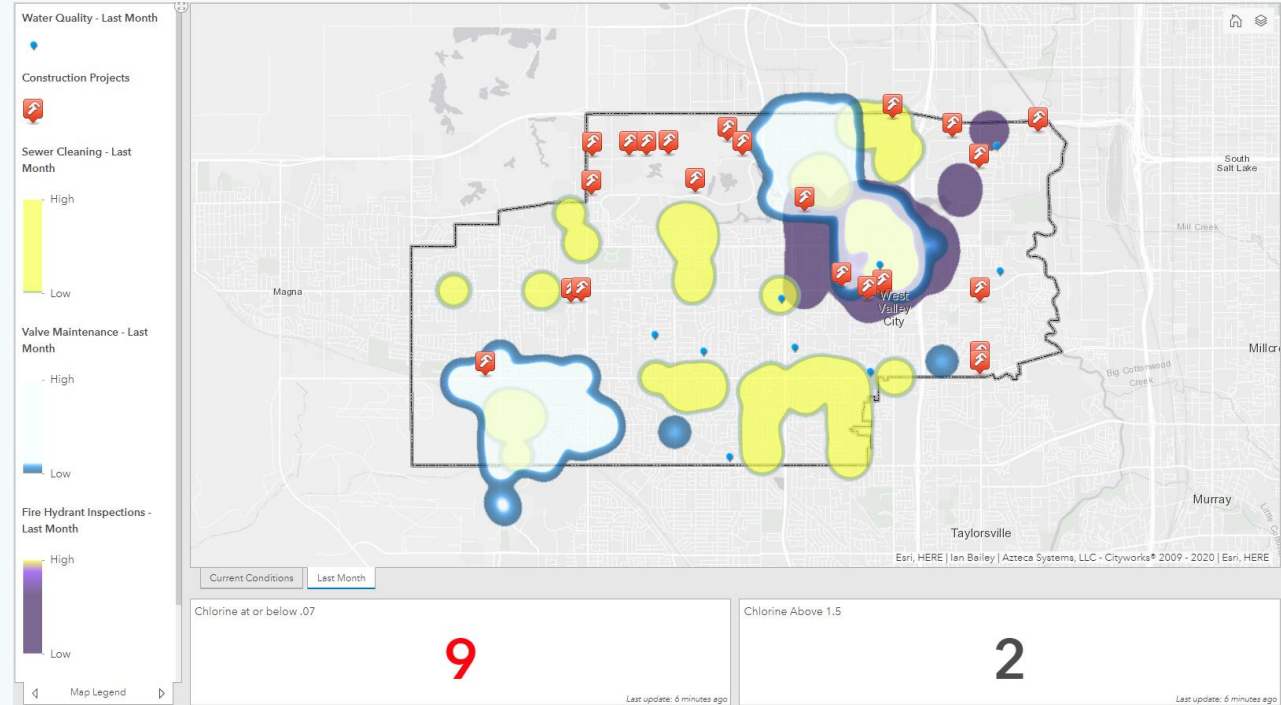 Water Quality - Last Month
Construction Projects
Sewer Cleaning - Last
Month
High
Low
Valve Maintenance - Last
Month
High
Low
Fire Hydrant Inspections -
Last Month
High
Low
Map Legend
South
Salt Lake
Mill Creek
Magna
West
Valley
City
Millcr
Big Cottonwood
Creek
Murray
Little
Taylorsville
Esri, HERE | Ian Bailey | Azteca Systems, LLC - Cityworks® 2009 - 2020 | Esri, HERE
Current Conditions
Last Month
Chlorine at or below .07
9
Last update: 6 minutes ago
Chlorine Above 1.5
2
Last update: 6 minutes ago